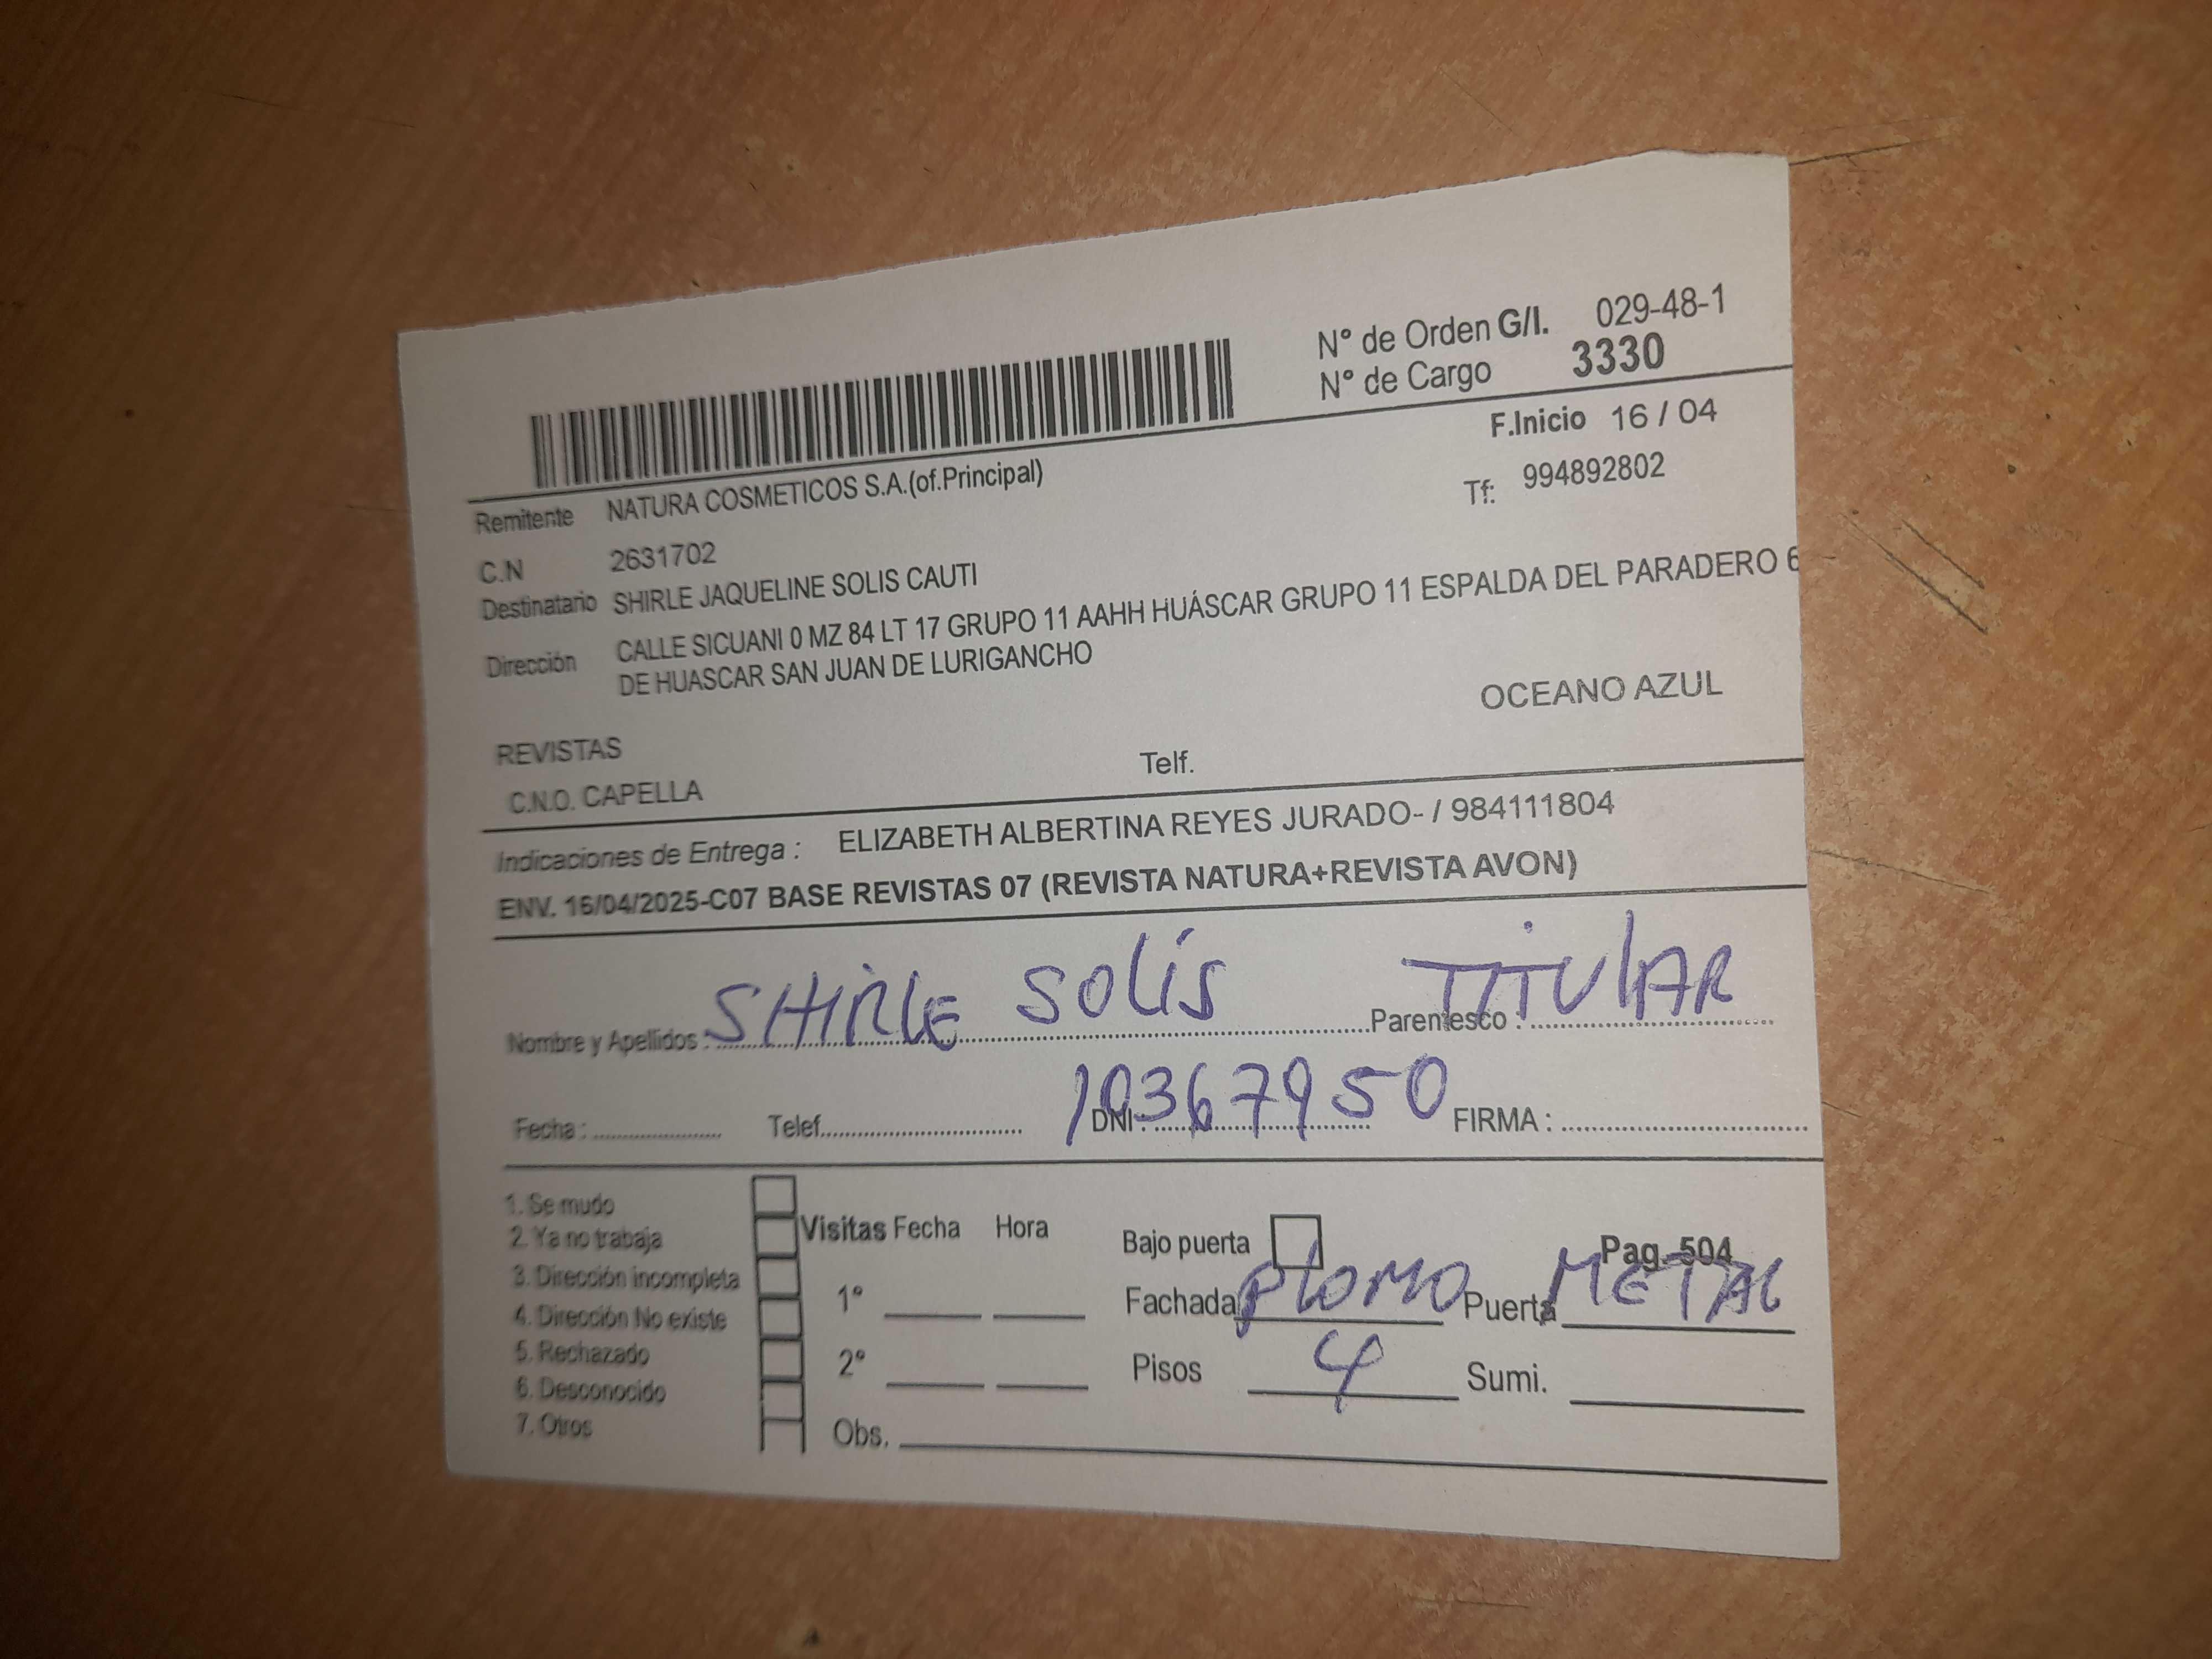 N° de Orden G/I. 029-48-1
N° de Cargo 3330
F.Inicio 16 / 04
Remitente NATURA COSMETICOS S.A.(of.Principal)
Tf: 994892802
C.N 2631702
Destinatario SHIRLE JAQUELINE SOLIS CAUTI
Dirección CALLE SICUANI 0 MZ 84 LT 17 GRUPO 11 AAHH HUÁSCAR GRUPO 11 ESPALDA DEL PARADERO 6
DE HUASCAR SAN JUAN DE LURIGANCHO
OCEANO AZUL
REVISTAS
C.N.O. CAPELLA Telf.
Indicaciones de Entrega : ELIZABETH ALBERTINA REYES JURADO- / 984111804
ENV. 16/04/2025-C07 BASE REVISTAS 07 (REVISTA NATURA+REVISTA AVON)
Nombre y Apellidos : SHIRLE SOLIS Parentesco : TITULAR
Fecha : Telef. DNI : 10367950 FIRMA :
1. Se mudo
2. Ya no trabaja
3. Dirección incompleta
4. Dirección No existe
5. Rechazado
6. Desconocido
7. Otros
Visitas Fecha Hora
1°
2°
Obs.
Bajo puerta Pag. 504
Fachada PLOMO Puerta METAL
Pisos 4 Sumi.